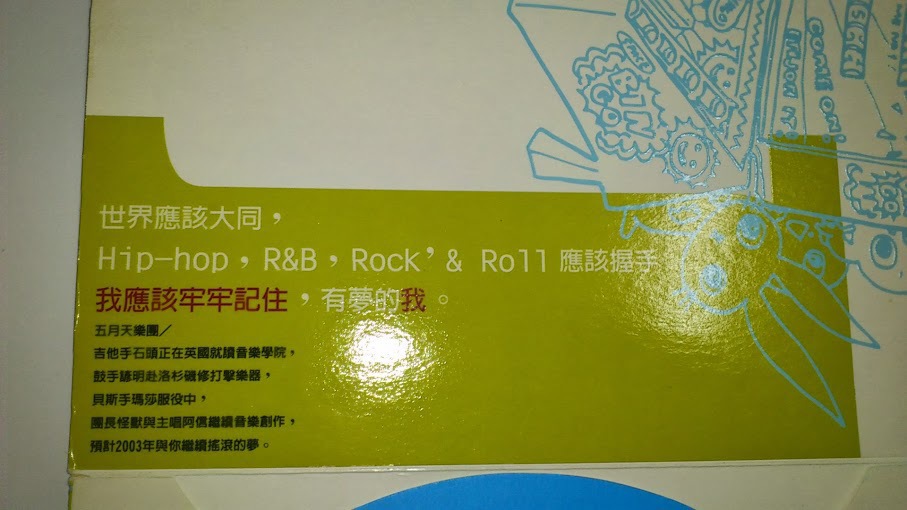 世界應該大同，
Hip-hop，R&B，Rock’& Roll 應該握手
我應該牢牢記住，有夢的我。
五月天樂團／
吉他手石頭正在英國就讀音樂學院，
鼓手諺明赴洛杉磯修打擊樂器，
貝斯手瑪莎服役中，
團長怪獸與主唱阿信繼續音樂創作，
預計2003年與你繼續搖滾的夢。